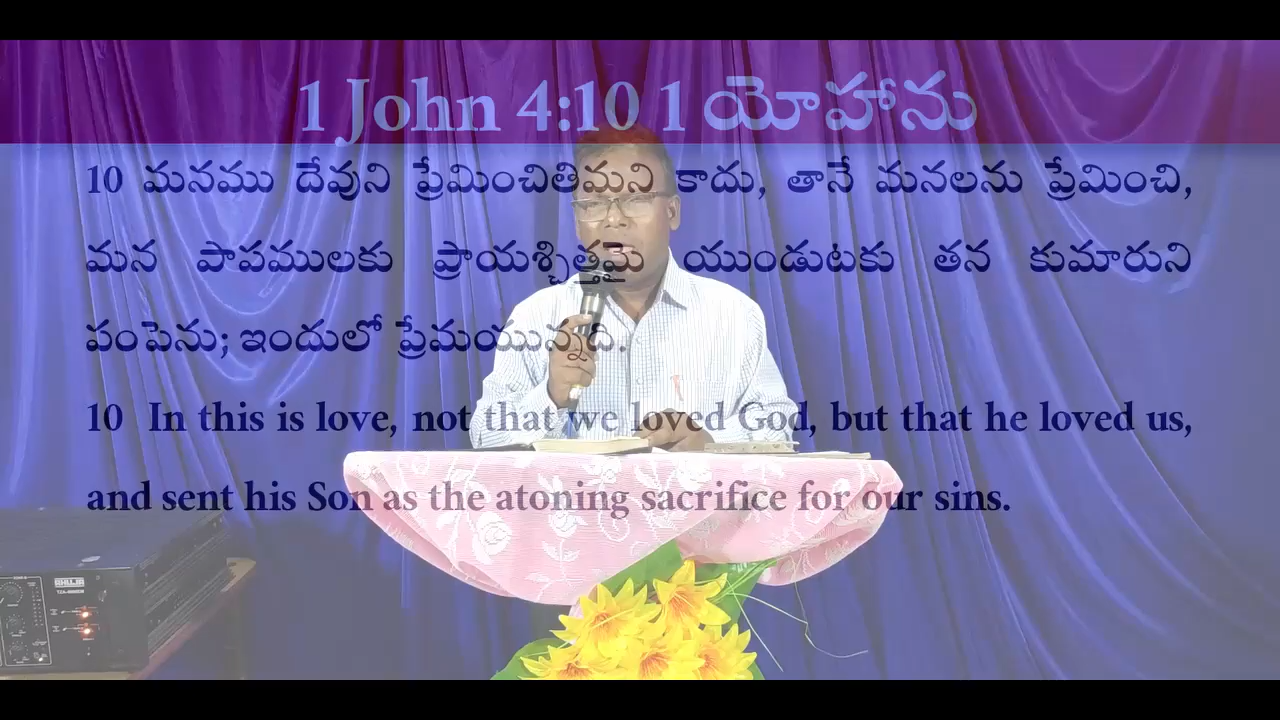 1 John 4:10 1 యోహాను
10 మనము దేవుని ప్రేమించితిమని కాదు, తానే మనలను ప్రేమించి,
మన పాపములకు ప్రాయశ్చిత్తమై యుండుటకు తన కుమారుని
పంపెను; ఇందులో ప్రేమయున్నది.
10 In this is love, not that we loved God, but that he loved us,
and sent his Son as the atoning sacrifice for our sins.
AHUJA